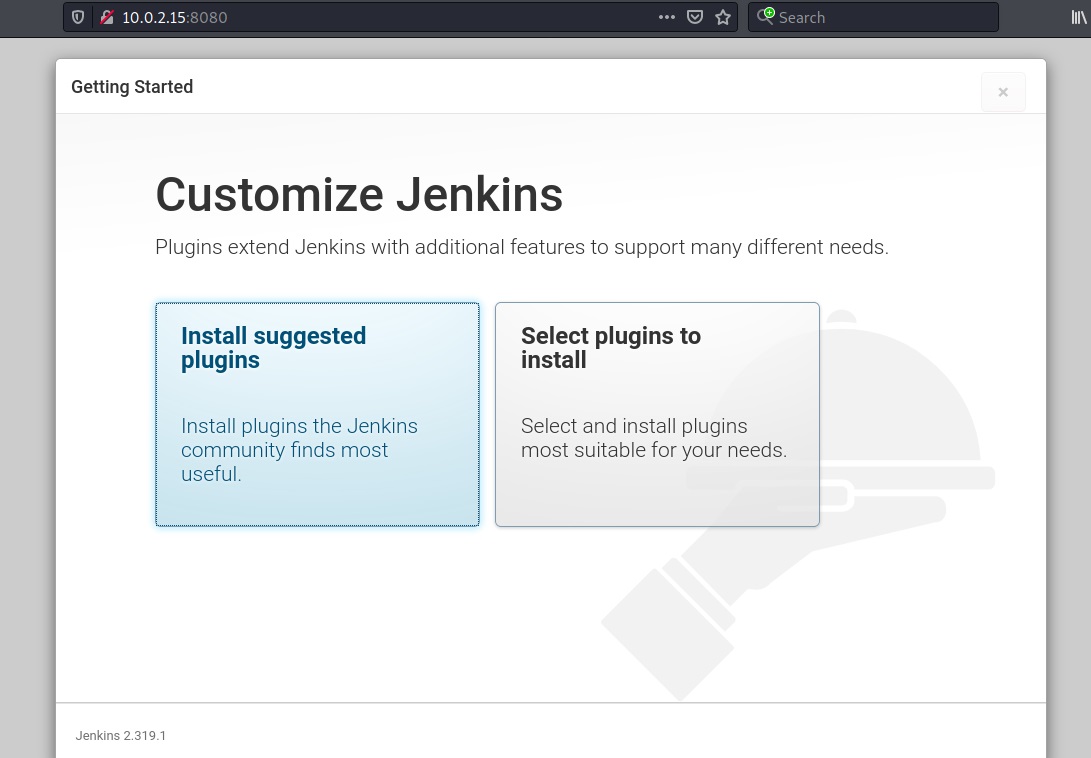 10.0.2.15:8080
Search
Getting Started
×
Customize Jenkins
Plugins extend Jenkins with additional features to support many different needs.
Install suggested
plugins
Install plugins the Jenkins
community finds most
useful.
Select plugins to
install
Select and install plugins
most suitable for your needs.
Jenkins 2.319.1